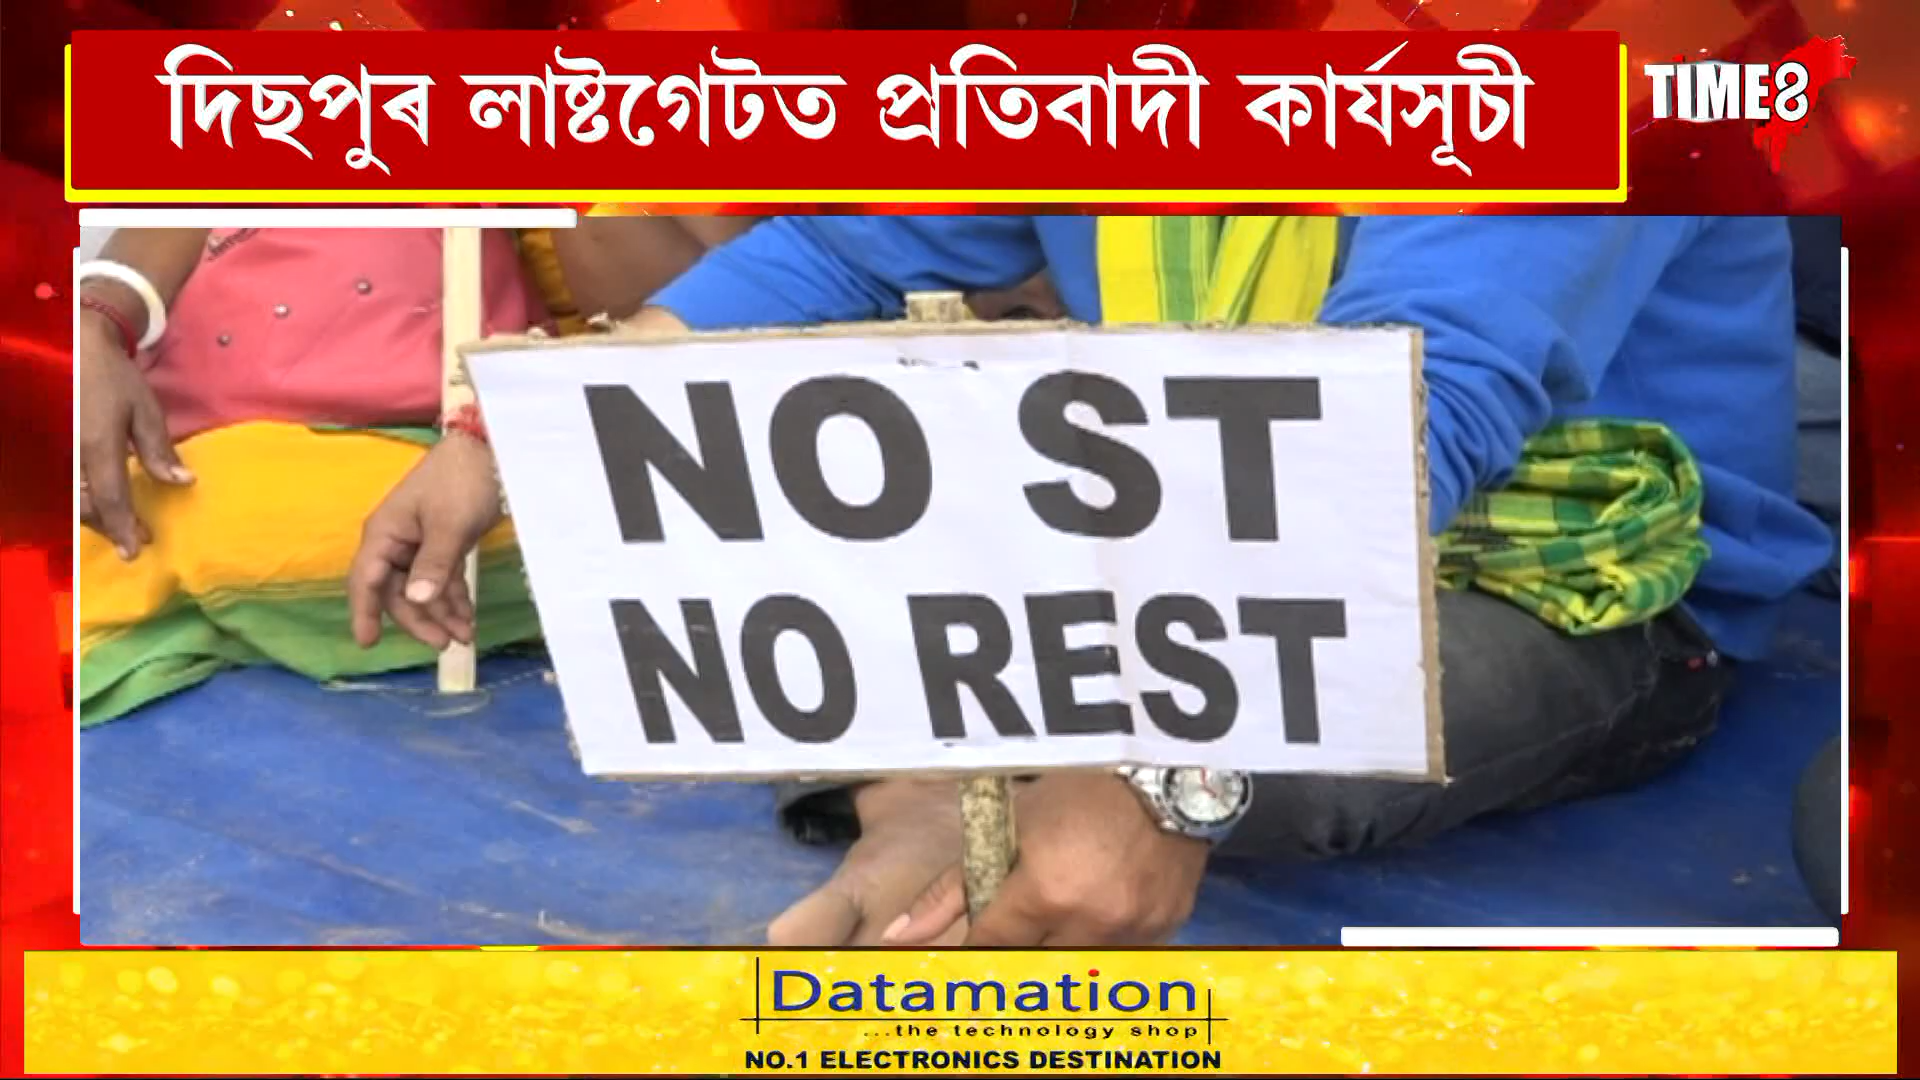 দিছপুৰ লাষ্টগেটত প্ৰতিবাদী কাৰ্যসূচী
TIME8
NO ST
NO REST
Datamation
...the technology shop
NO.1 ELECTRONICS DESTINATION